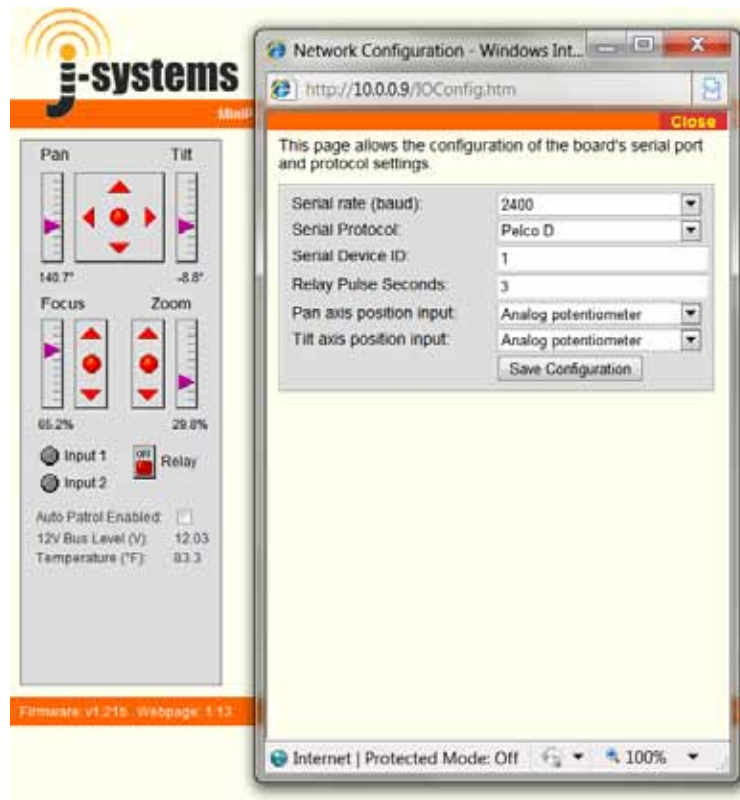 j-systems
MiniP
Pan Tilt
140.7° -8.8°
Focus Zoom
65.2% 29.8%
Input 1
OFF
Relay
Input 2
Auto Patrol Enabled:
12V Bus Level (V): 12.03
Temperature (°F): 83.3
Firmware: v1.21b Webpage: 1.13
Network Configuration - Windows Int...
http://10.0.0.9/IOConfig.htm
Close
This page allows the configuration of the board's serial port
and protocol settings.
Serial rate (baud): 2400
Serial Protocol: Pelco D
Serial Device ID: 1
Relay Pulse Seconds: 3
Pan axis position input: Analog potentiometer
Tilt axis position input: Analog potentiometer
Save Configuration
Internet | Protected Mode: Off 100%